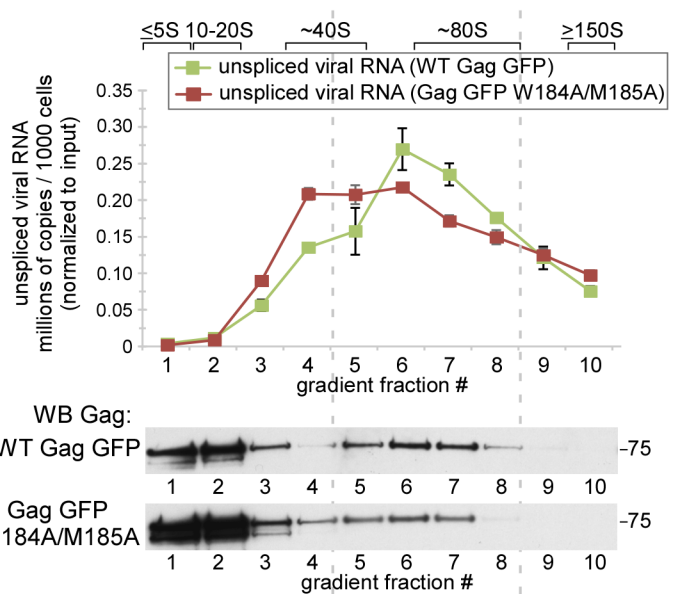 <5S 10-20S ~40S ~80S ≥150S
unspliced viral RNA (WT Gag GFP)
unspliced viral RNA (Gag GFP W184A/M185A)
unspliced viral RNA
millions of copies / 1000 cells
(normalized to input)
0.35
0.30
0.25
0.20
0.15
0.10
0.05
0
1 2 3 4 5 6 7 8 9 10
gradient fraction #
WB Gag:
WT Gag GFP
-75
1 2 3 4 5 6 7 8 9 10
Gag GFP
184A/M185A
-75
1 2 3 4 5 6 7 8 9 10
gradient fraction #